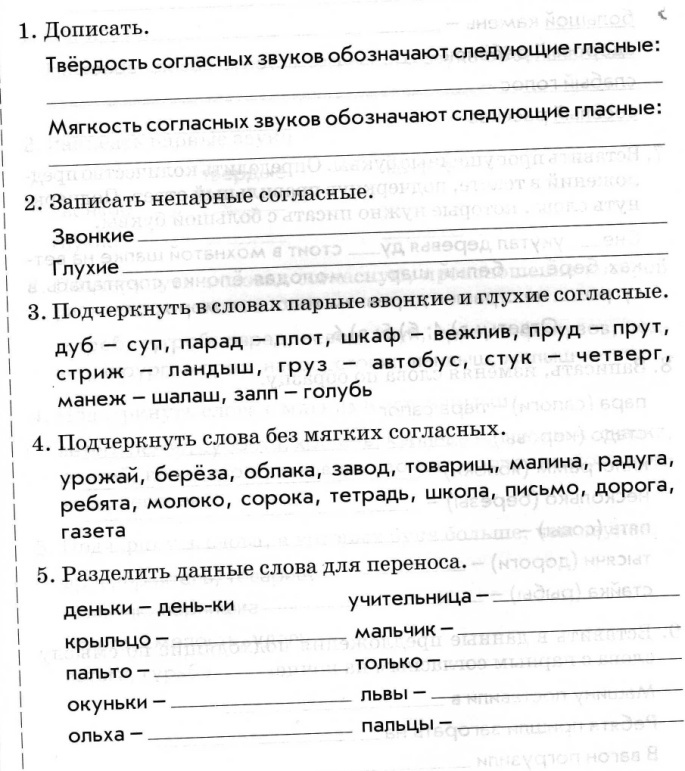 1. Дописать.
Твёрдость согласных звуков обозначают следующие гласные:
Мягкость согласных звуков обозначают следующие гласные:
2. Записать непарные согласные.
Звонкие
Глухие
3. Подчеркнуть в словах парные звонкие и глухие согласные.
дуб – суп, парад – плот, шкаф – вежлив, пруд – прут,
стриж – ландыш, груз – автобус, стук – четверг,
манеж – шалаш, залп – голубь
4. Подчеркнуть слова без мягких согласных.
урожай, берёза, облака, завод, товарищ, малина, радуга,
ребята, молоко, сорока, тетрадь, школа, письмо, дорога,
газета
5. Разделить данные слова для переноса.
деньки – день-ки учительница –
крыльцо – мальчик –
пальто – только –
окуньки – львы –
ольха – пальцы –